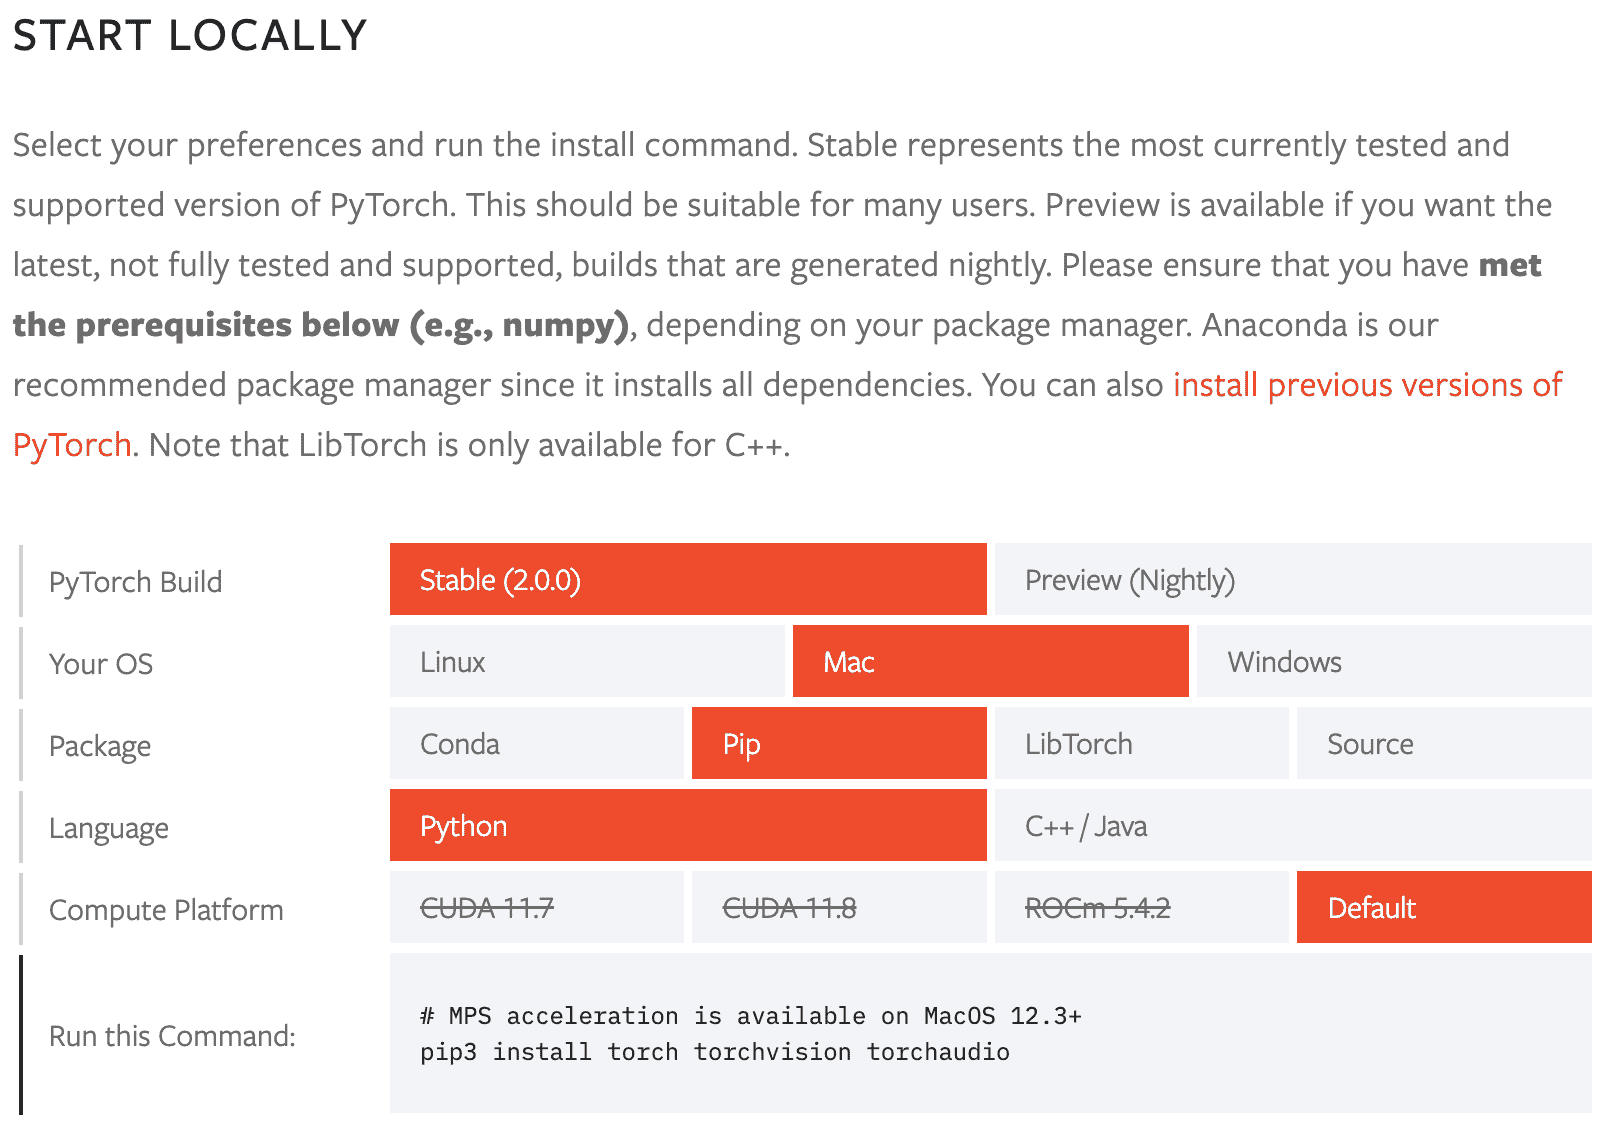 START LOCALLY
Select your preferences and run the install command. Stable represents the most currently tested and
supported version of PyTorch. This should be suitable for many users. Preview is available if you want the
latest, not fully tested and supported, builds that are generated nightly. Please ensure that you have met
the prerequisites below (e.g., numpy), depending on your package manager. Anaconda is our
recommended package manager since it installs all dependencies. You can also install previous versions of
PyTorch. Note that LibTorch is only available for C++.
PyTorch Build Stable (2.0.0) Preview (Nightly)
Your OS Linux Mac Windows
Package Conda Pip LibTorch Source
Language Python C++ / Java
Compute Platform CUDA 11.7 CUDA 11.8 ROCm 5.4.2 Default
# MPS acceleration is available on MacOS 12.3+
Run this Command:
pip3 install torch torchvision torchaudio